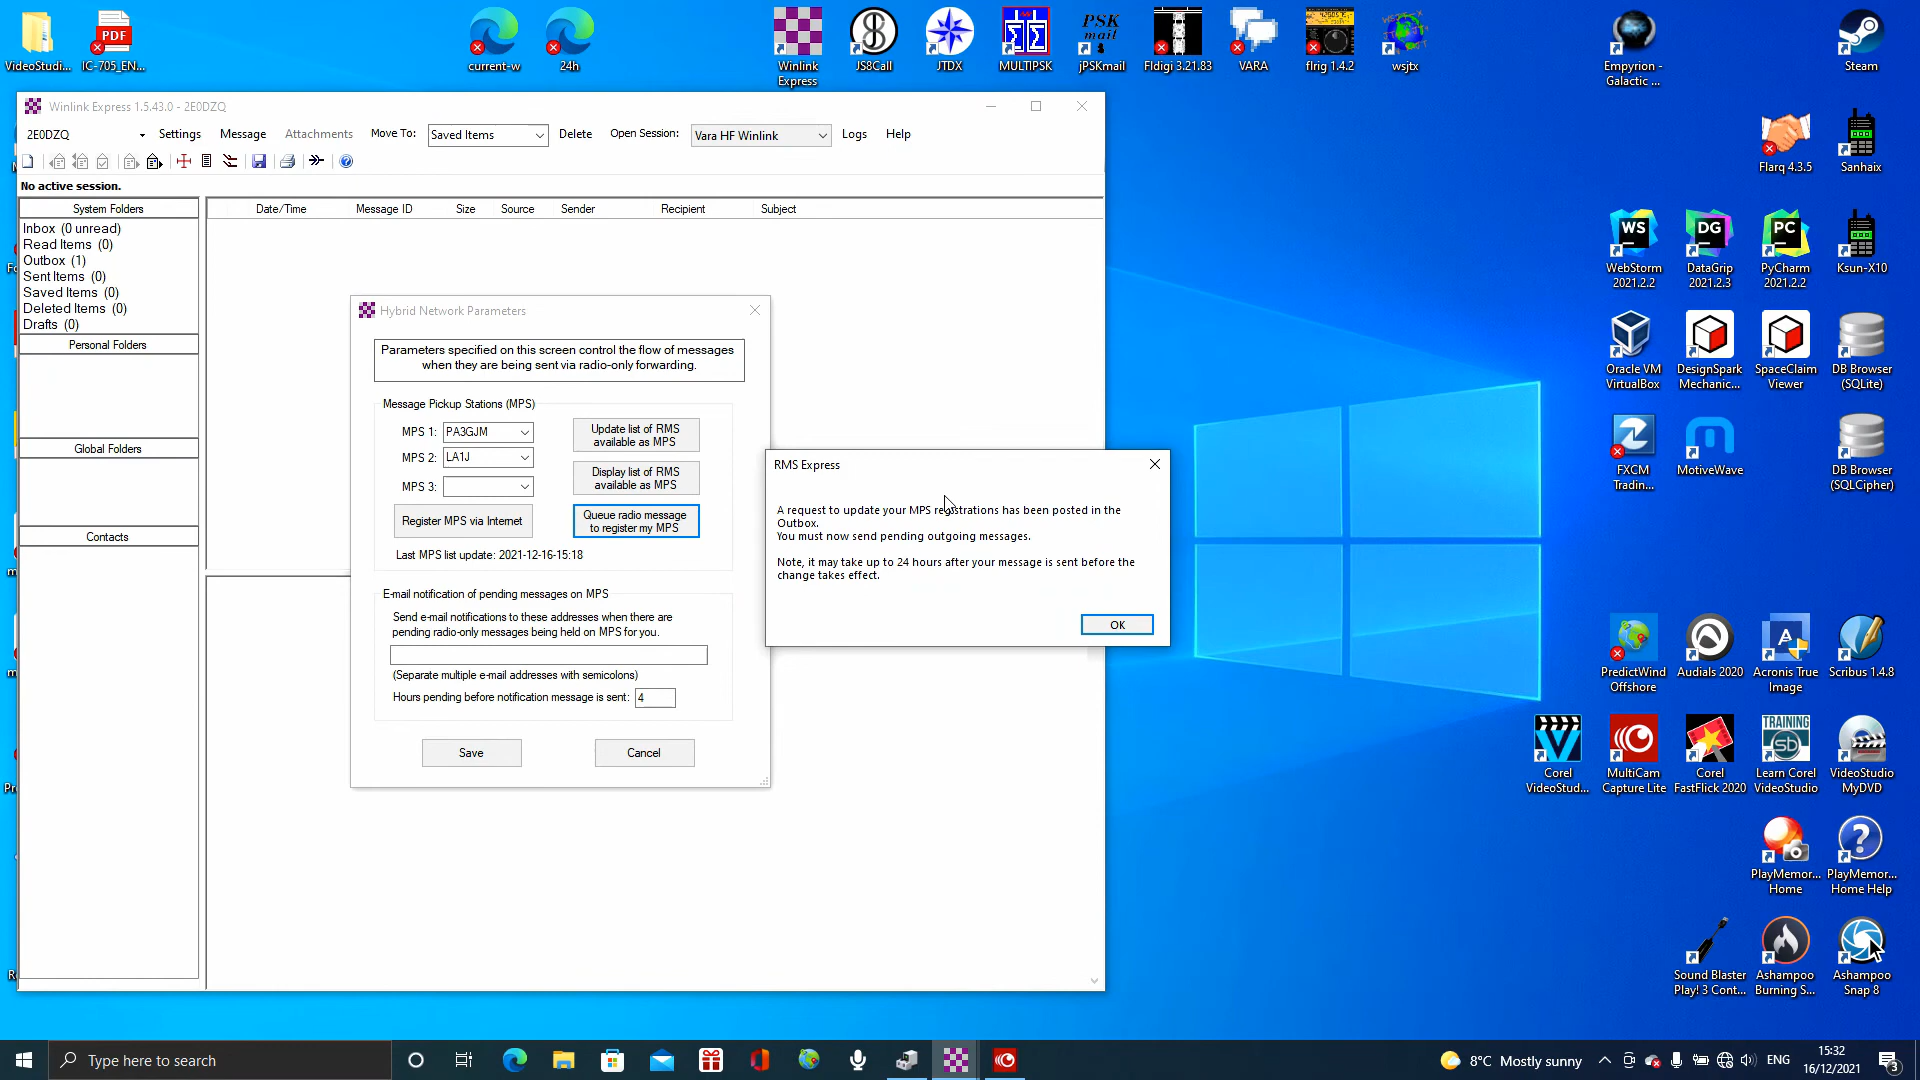 VideoStudi...
IC-705_EN...
current-w
24h
Winlink
Express
JS8Call
JTDX
MULTIPSK
PSK
mail
jPSKmail
Fldigi 3.21.83
VARA
flrig 1.4.2
wsjtx
Empyrion -
Galactic ...
Steam
Winlink Express 1.5.43.0 - 2E0DZQ
2E0DZQ
Settings
Message
Attachments
Move To:
Saved Items
Delete
Open Session:
Vara HF Winlink
Logs
Help
No active session.
System Folders
Date/Time
Message ID
Size
Source
Sender
Recipient
Subject
Inbox (0 unread)
Read Items (0)
Outbox (1)
Sent Items (0)
Saved Items (0)
Deleted Items (0)
Drafts (0)
Personal Folders
Global Folders
Contacts
Hybrid Network Parameters
Parameters specified on this screen control the flow of messages
when they are being sent via radio-only forwarding.
Message Pickup Stations (MPS)
MPS 1:
PA3GJM
MPS 2:
LA1J
MPS 3:
Update list of RMS
available as MPS
Display list of RMS
available as MPS
Register MPS via Internet
Queue radio message
to register my MPS
Last MPS list update: 2021-12-16-15:18
E-mail notification of pending messages on MPS
Send e-mail notifications to these addresses when there are
pending radio-only messages being held on MPS for you.
(Separate multiple e-mail addresses with semicolons)
Hours pending before notification message is sent:
4
Save
Cancel
RMS Express
A request to update your MPS registrations has been posted in the
Outbox.
You must now send pending outgoing messages.
Note, it may take up to 24 hours after your message is sent before the
change takes effect.
OK
Flarq 4.3.5
Sanhaix
WS
WebStorm
2021.2.2
DG
DataGrip
2021.2.3
PC
PyCharm
2021.2.2
Ksun-X10
Oracle VM
VirtualBox
DesignSpark
Mechanic...
SpaceClaim
Viewer
DB Browser
(SQLite)
FXCM
Tradin...
MotiveWave
DB Browser
(SQLCipher)
PredictWind
Offshore
Audials 2020
Acronis True
Image
Scribus 1.4.8
Corel
VideoStud...
MultiCam
Capture Lite
Corel
FastFlick 2020
TRAINING
sb
Learn Corel
VideoStudio
VideoStudio
MyDVD
PlayMemor...
Home
PlayMemor...
Home Help
Sound Blaster
Play! 3 Cont...
Ashampoo
Burning S...
Ashampoo
Snap 8
Type here to search
8°C Mostly sunny
ENG
15:32
16/12/2021
3